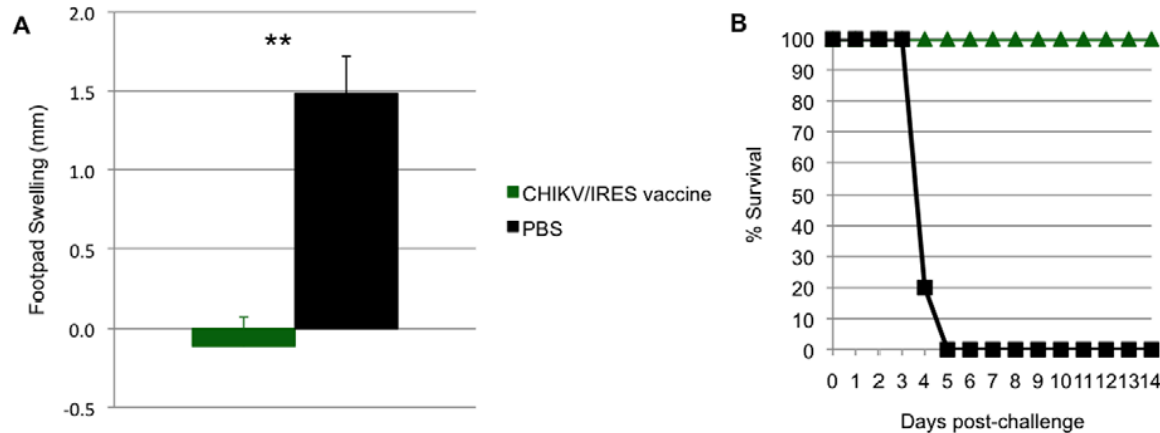 A
**
2.0
1.5
1.0
0.5
0.0
-0.5
Footpad Swelling (mm)
CHIKV/IRES vaccine
PBS
B
100
90
80
70
60
50
40
30
20
10
0
% Survival
0 1 2 3 4 5 6 7 8 9 10 11 12 13 14
Days post-challenge